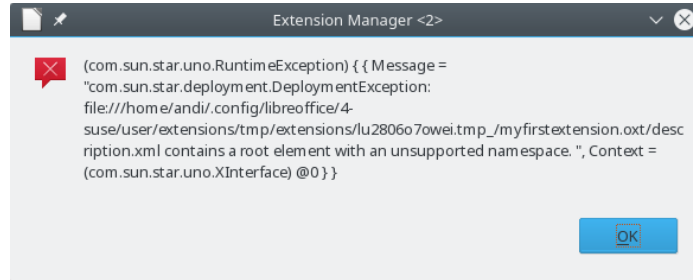 Extension Manager <2>
(com.sun.star.uno.RuntimeException) { { Message =
"com.sun.star.deployment.DeploymentException:
file:///home/andi/.config/libreoffice/4-
suse/user/extensions/tmp/extensions/lu2806o7owei.tmp_/myfirstextension.oxt/desc
ription.xml contains a root element with an unsupported namespace. ", Context =
(com.sun.star.uno.XInterface) @0 } }
OK